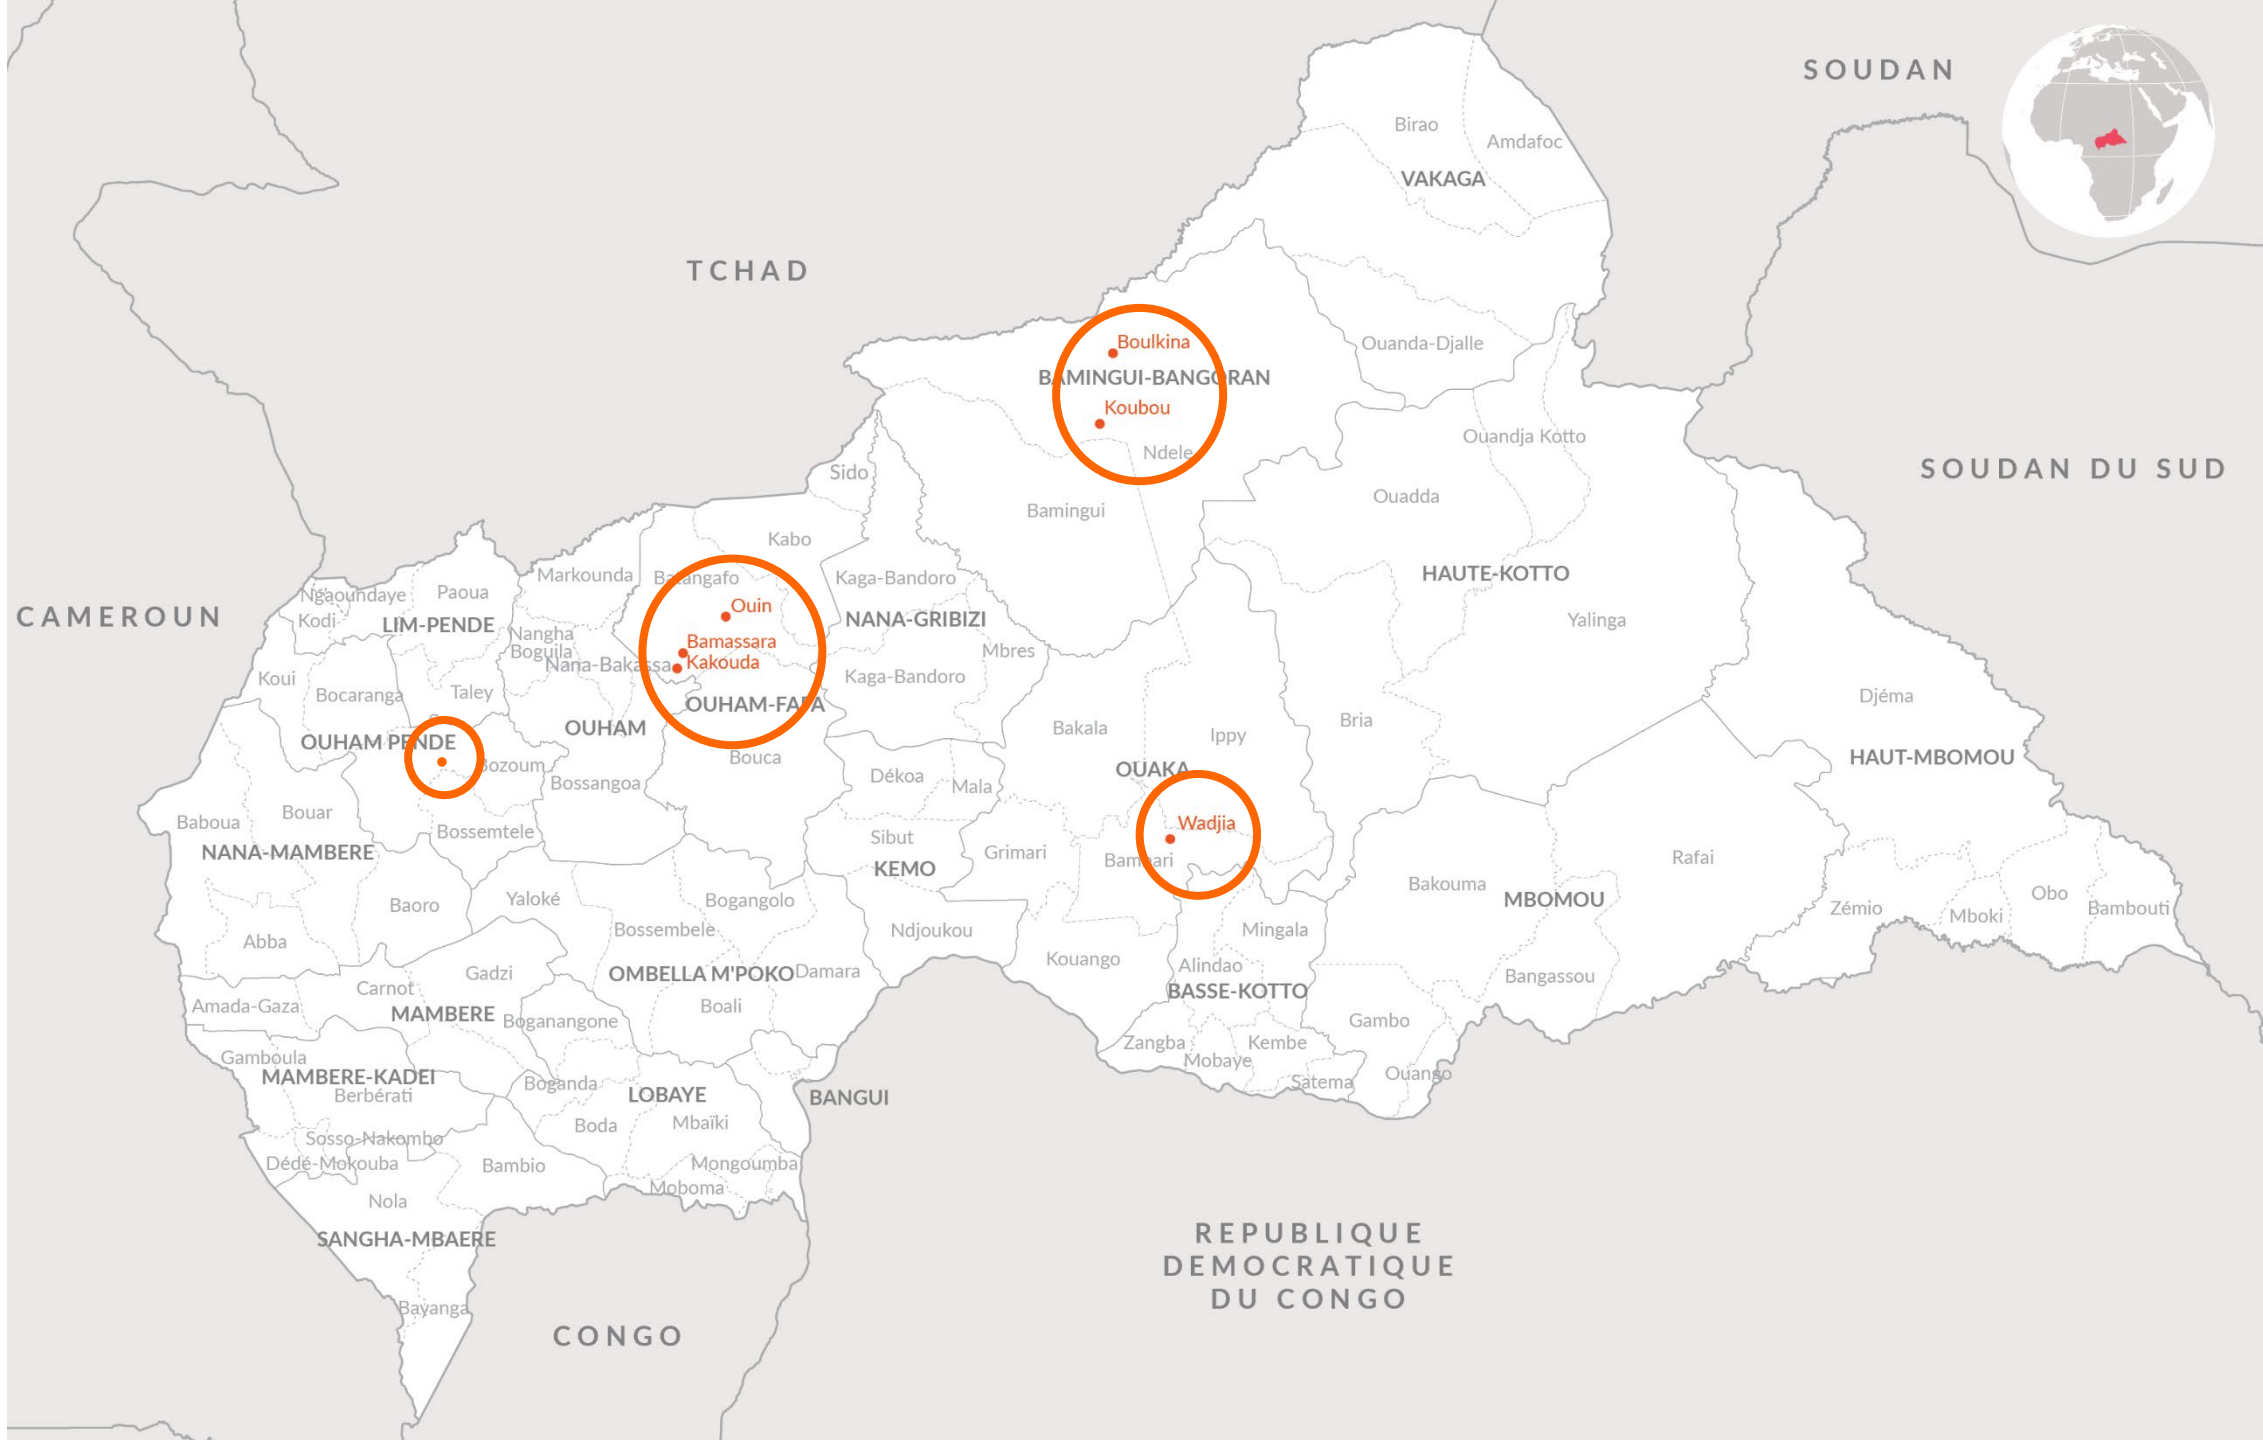 SOUDAN
Birao
Amdafoc
VAKAGA
TCHAD
Boulkina
Ouanda-Djalle
BAMINGUI-BANGORAN
Koubou
Ouandja Kotto
Ndele
Sido
SOUDAN DU SUD
Ouadda
Bamingui
Kabo
Markounda
Batangafo
Kaga-Bandoro
HAUTE-KOTTO
Ngaoundaye
Paoua
Ouin
CAMEROUN
Kodi
LIM-PENDE
NANA-GRIBIZI
Yalinga
Nangha
Boguila
Bamassara
Mbres
Nana-Bakassa
Kakouda
Koui
Bocaranga
Taley
Kaga-Bandoro
Djéma
OUHAM-FAFA
OUHAM
Bakala
Ippy
Bria
OUHAM PENDE
Bouca
HAUT-MBOMOU
Bozoum
OUAKA
Bossangoa
Dékoa
Mala
Bouar
Baboua
Bossemtele
Wadjia
Sibut
NANA-MAMBERE
Grimari
Bambari
Rafai
KEMO
Bakouma
MBOMOU
Baoro
Yaloké
Bogangolo
Obo
Zémio
Mboki
Bambouti
Abba
Bossembele
Ndjoukou
Mingala
Kouango
Alindao
Gadzi
OMBELLA M'POKO
Damara
Bangassou
Carnot
BASSE-KOTTO
Amada-Gaza
MAMBERE
Boganangone
Boali
Gambo
Zangba
Kembe
Gamboula
Mobaye
MAMBERE-KADEI
Berbérati
Boganda
LOBAYE
BANGUI
Satema
Ouango
Boda
Mbaïki
Sosso-Nakombo
Dédé-Mokouba
Bambio
Mongoumba
Moboma
Nola
SANGHA-MBAERE
REPUBLIQUE
DEMOCRATIQUE
DU CONGO
Bayanga
CONGO